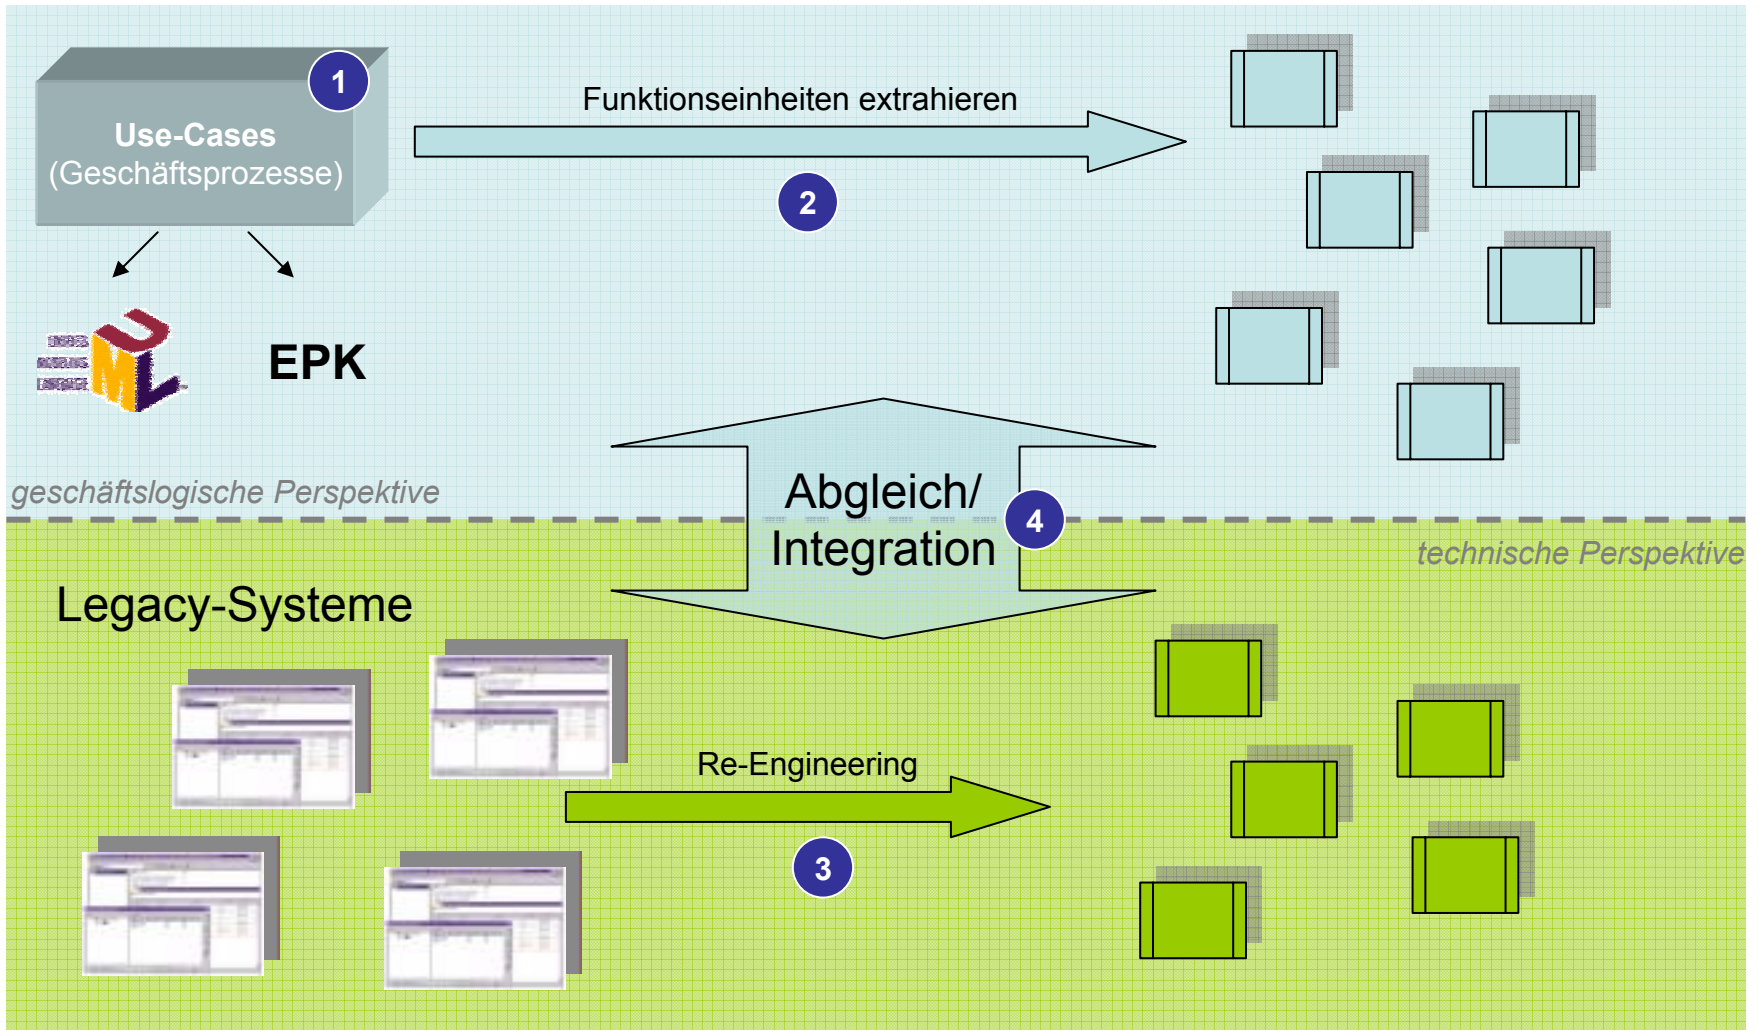 1
Use-Cases
(Geschäftsprozesse)
Funktionseinheiten extrahieren
2
UML
EPK
geschäftslogische Perspektive
Abgleich/
Integration
4
technische Perspektive
Legacy-Systeme
Re-Engineering
3